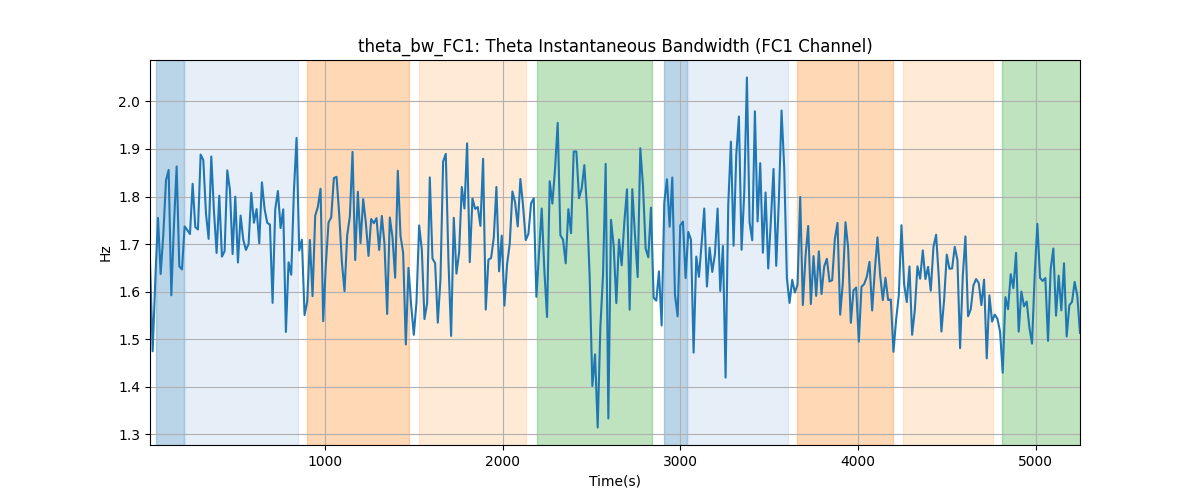 theta_bw_FC1: Theta Instantaneous Bandwidth (FC1 Channel)
2.0
1.9
1.8
1.7
1.6
1.5
1.4
1.3
Hz
1000 2000 3000 4000 5000
Time(s)